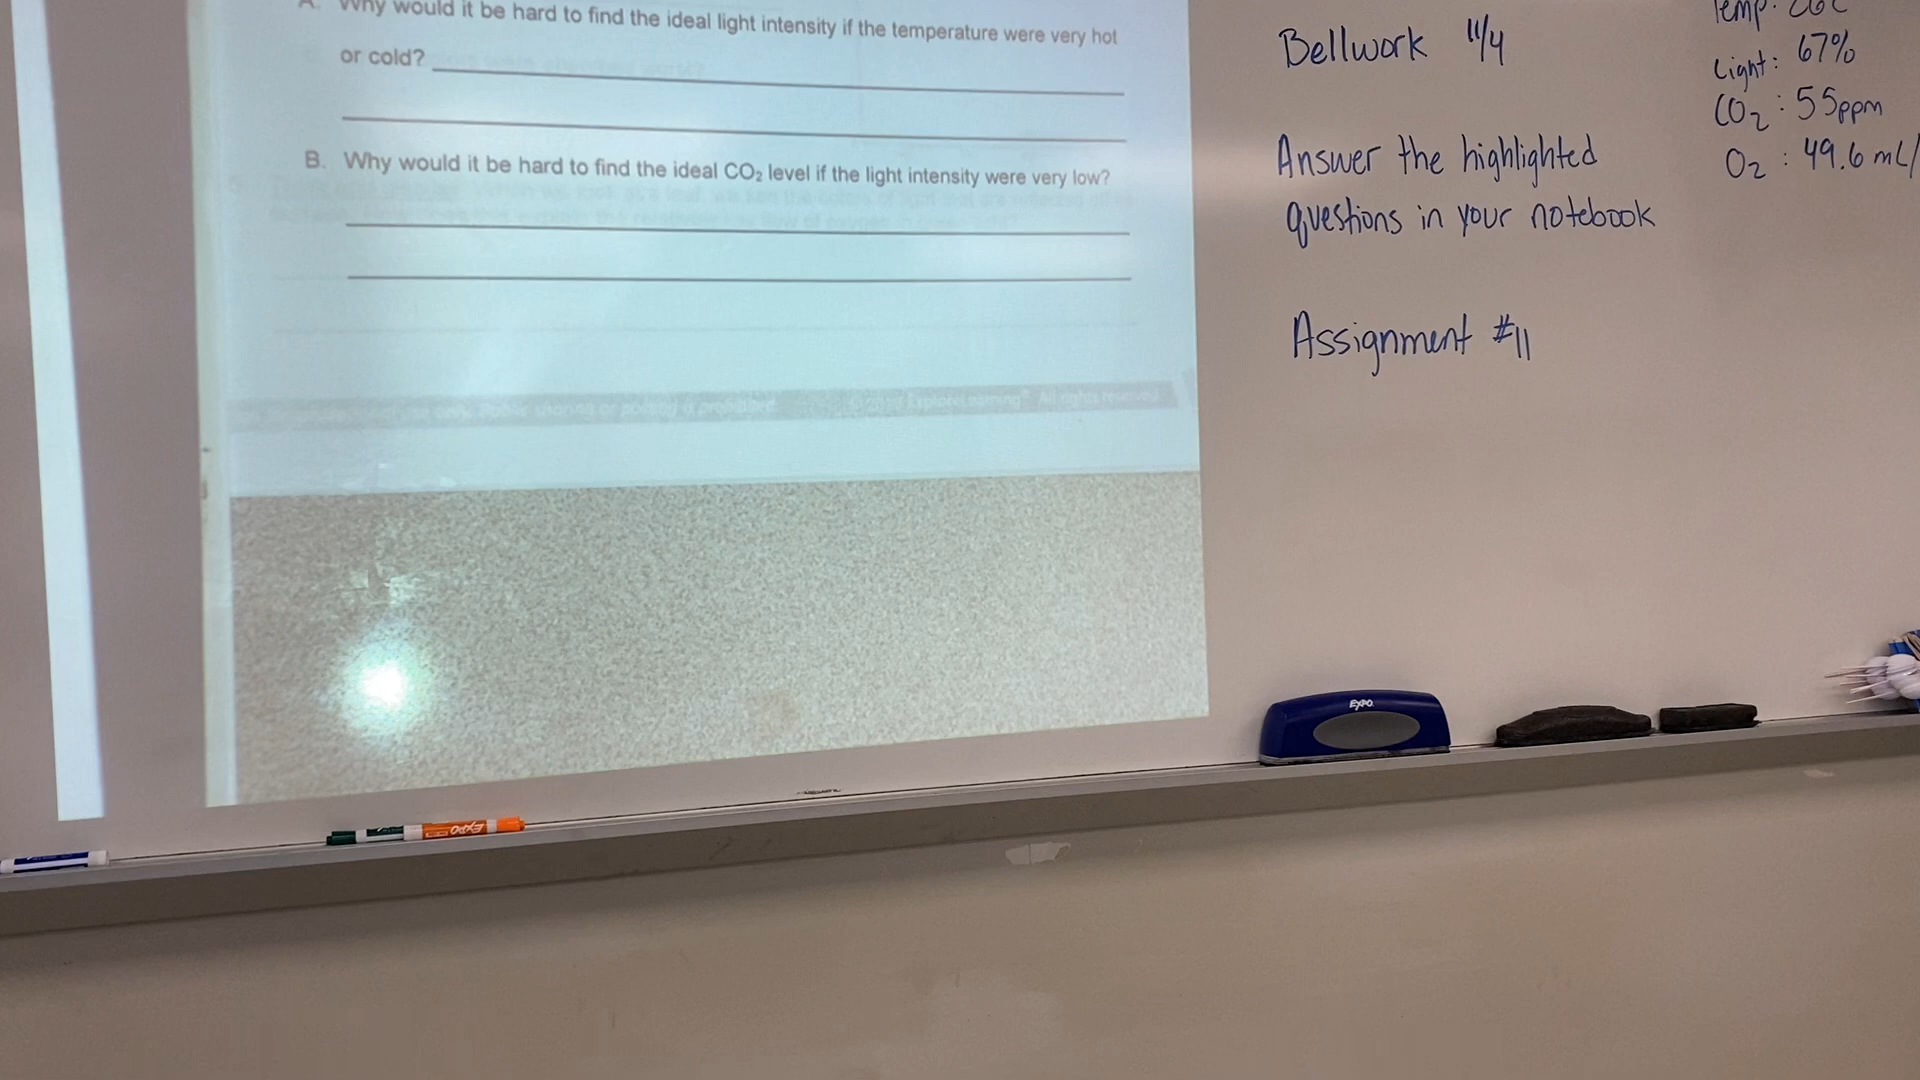 A. Why would it be hard to find the ideal light intensity if the temperature were very hot
or cold?
B. Why would it be hard to find the ideal CO₂ level if the light intensity were very low?
Bellwork 11/4
Answer the highlighted
questions in your notebook
Assignment #11
Temp:
Light: 67%
CO₂: 55ppm
O₂: 49.6 mL/
EXPO
EXPO